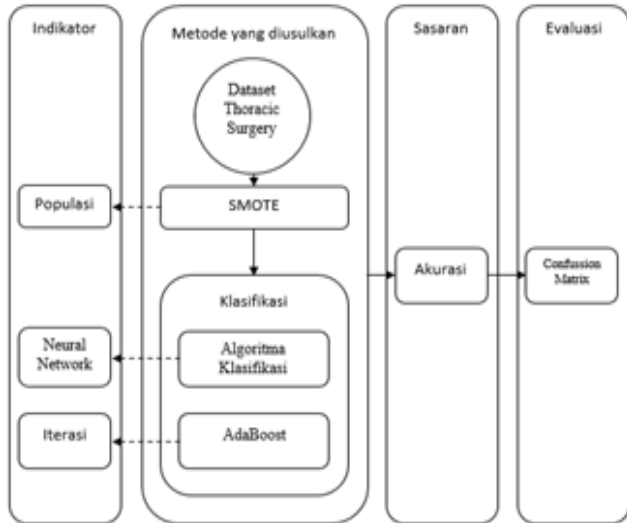 Indikator
Metode yang diusulkan
Sasaran
Evaluasi
Dataset
Thoracic
Surgery
Populasi
SMOTE
Akurasi
Confussion
Matrix
Klasifikasi
Neural
Network
Algoritma
Klasifikasi
Iterasi
AdaBoost